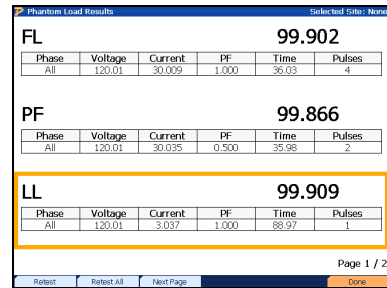 Phantom Load Results Selected Site: None
FL 99.902
Phase Voltage Current PF Time Pulses
All 120.01 30.009 1.000 36.03 4
PF 99.866
Phase Voltage Current PF Time Pulses
All 120.01 30.035 0.500 35.98 2
LL 99.909
Phase Voltage Current PF Time Pulses
All 120.01 3.037 1.000 88.97 1
Page 1 / 2
Retest Retest All Next Page Done